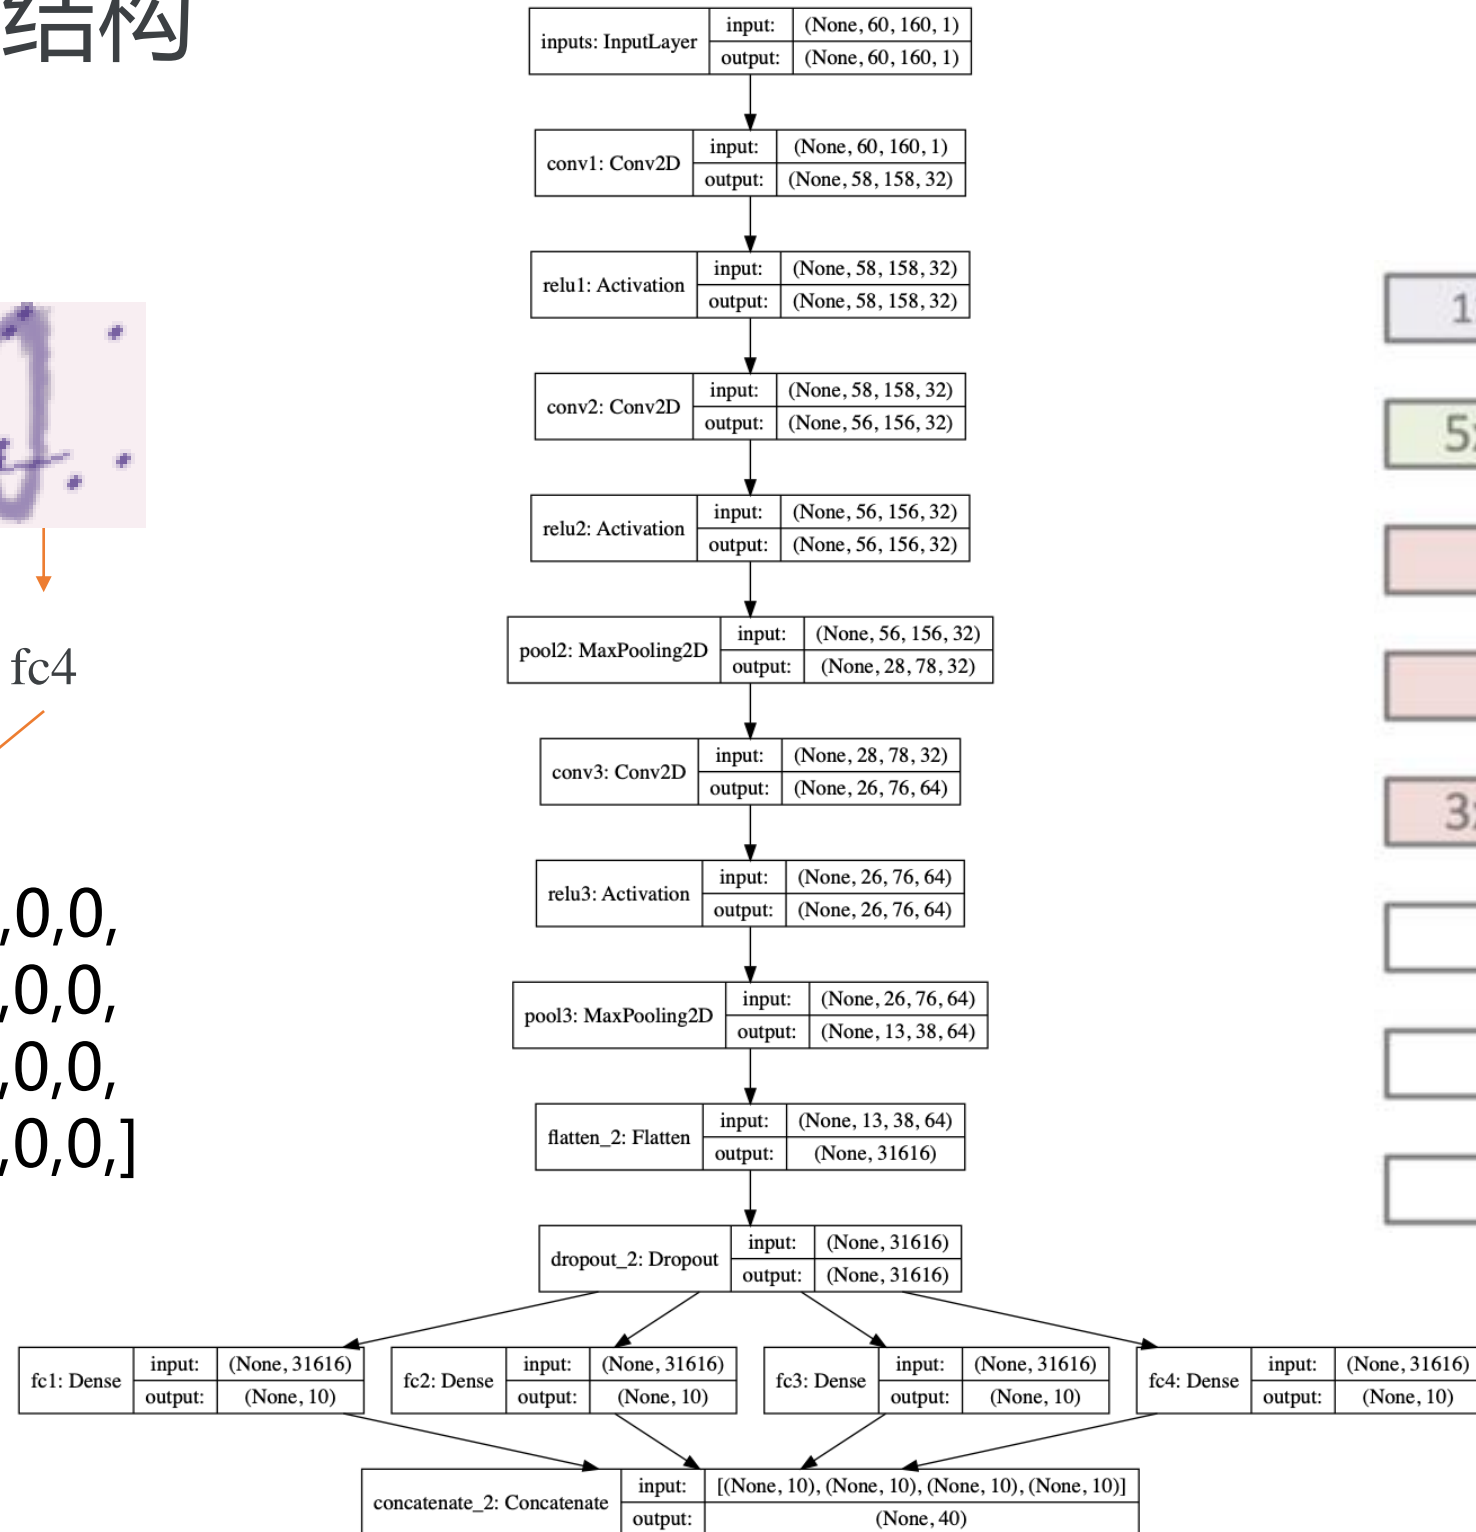 结构
inputs: InputLayer
input: (None, 60, 160, 1)
output: (None, 60, 160, 1)
conv1: Conv2D
input: (None, 60, 160, 1)
output: (None, 58, 158, 32)
relu1: Activation
input: (None, 58, 158, 32)
output: (None, 58, 158, 32)
conv2: Conv2D
input: (None, 58, 158, 32)
output: (None, 56, 156, 32)
relu2: Activation
input: (None, 56, 156, 32)
output: (None, 56, 156, 32)
pool2: MaxPooling2D
input: (None, 56, 156, 32)
output: (None, 28, 78, 32)
conv3: Conv2D
input: (None, 28, 78, 32)
output: (None, 26, 76, 64)
relu3: Activation
input: (None, 26, 76, 64)
output: (None, 26, 76, 64)
pool3: MaxPooling2D
input: (None, 26, 76, 64)
output: (None, 13, 38, 64)
flatten_2: Flatten
input: (None, 13, 38, 64)
output: (None, 31616)
dropout_2: Dropout
input: (None, 31616)
output: (None, 31616)
fc1: Dense
input: (None, 31616)
output: (None, 10)
fc2: Dense
input: (None, 31616)
output: (None, 10)
fc3: Dense
input: (None, 31616)
output: (None, 10)
fc4: Dense
input: (None, 31616)
output: (None, 10)
concatenate_2: Concatenate
input: [(None, 10), (None, 10), (None, 10), (None, 10)]
output: (None, 40)
fc4
,0,0,
,0,0,
,0,0,
,0,0,]
1
5
3